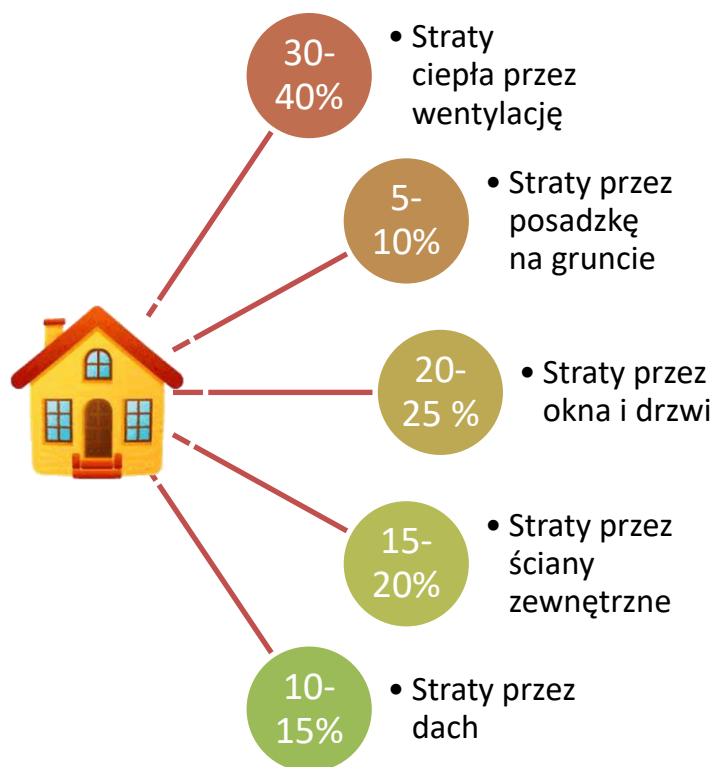 30-
40%
• Straty
ciepła przez
wentylację
5-
10%
• Straty przez
posadzkę
na gruncie
20-
25 %
• Straty przez
okna i drzwi
15-
20%
• Straty przez
ściany
zewnętrzne
10-
15%
• Straty przez
dach